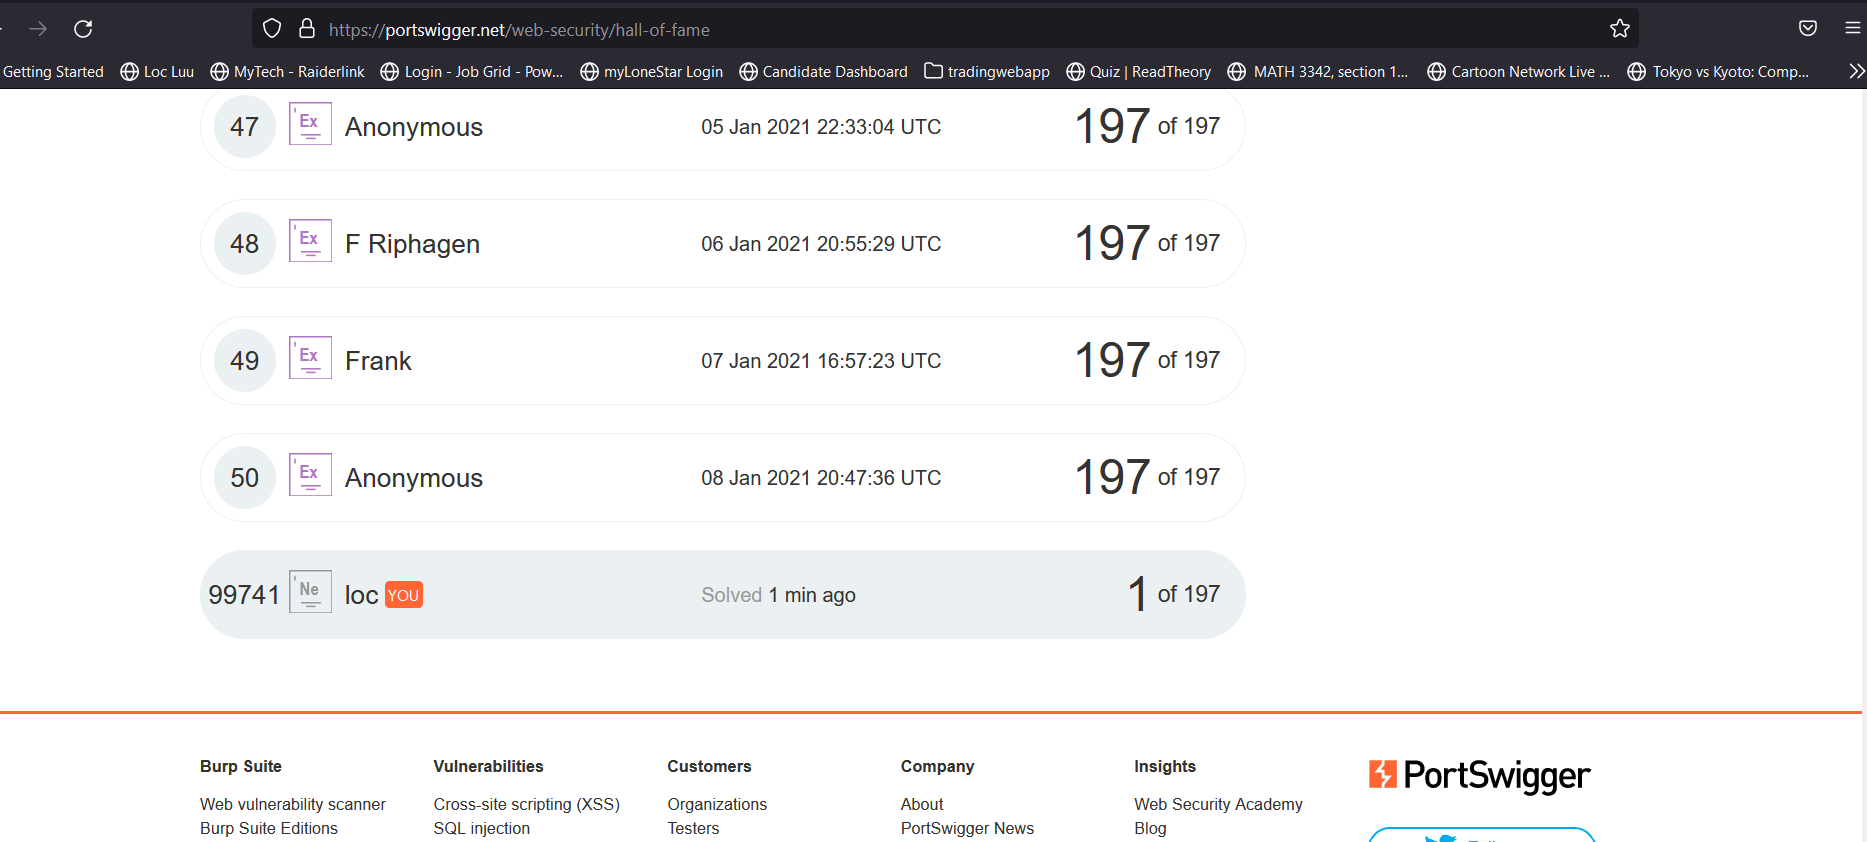 https://portswigger.net/web-security/hall-of-fame
Getting Started Loc Luu MyTech - Raiderlink Login - Job Grid - Pow... myLoneStar Login Candidate Dashboard tradingwebapp Quiz | ReadTheory MATH 3342, section 1... Cartoon Network Live ... Tokyo vs Kyoto: Comp...
47 Ex Anonymous 05 Jan 2021 22:33:04 UTC 197 of 197
48 Ex F Riphagen 06 Jan 2021 20:55:29 UTC 197 of 197
49 Ex Frank 07 Jan 2021 16:57:23 UTC 197 of 197
50 Ex Anonymous 08 Jan 2021 20:47:36 UTC 197 of 197
99741 Ne loc YOU Solved 1 min ago 1 of 197
Burp Suite Vulnerabilities Customers Company Insights PortSwigger
Web vulnerability scanner Cross-site scripting (XSS) Organizations About Web Security Academy
Burp Suite Editions SQL injection Testers PortSwigger News Blog